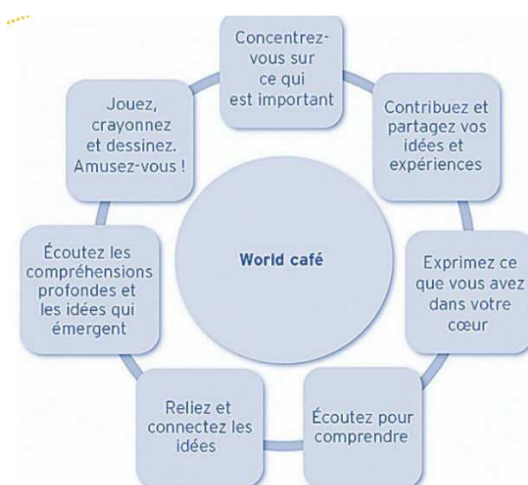 Concentrez-
vous sur
ce qui
est important
Contribuez et
partagez vos
idées et
expériences
Exprimez ce
que vous avez
dans votre
cœur
Écoutez pour
comprendre
Reliez et
connectez les
idées
Écoutez les
compréhensions
profondes et
les idées qui
émergent
Jouez,
crayonnez
et dessinez.
Amusez-vous !
World café